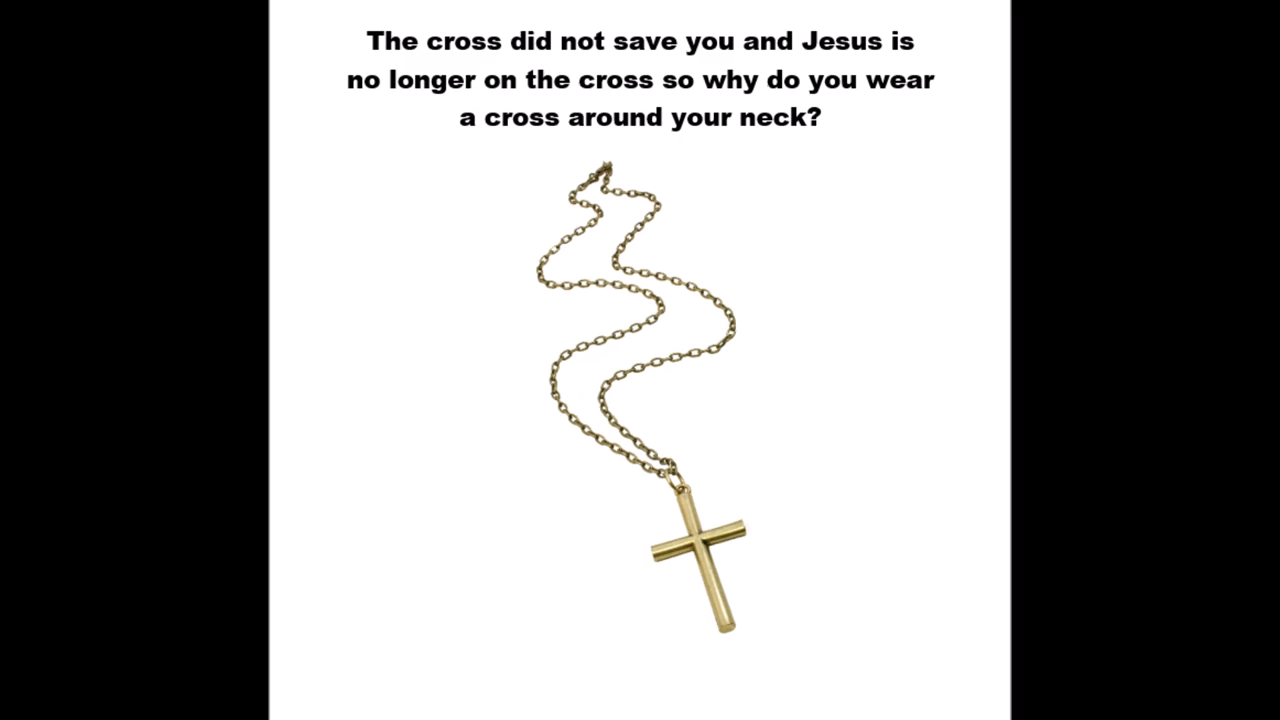 The cross did not save you and Jesus is
no longer on the cross so why do you wear
a cross around your neck?